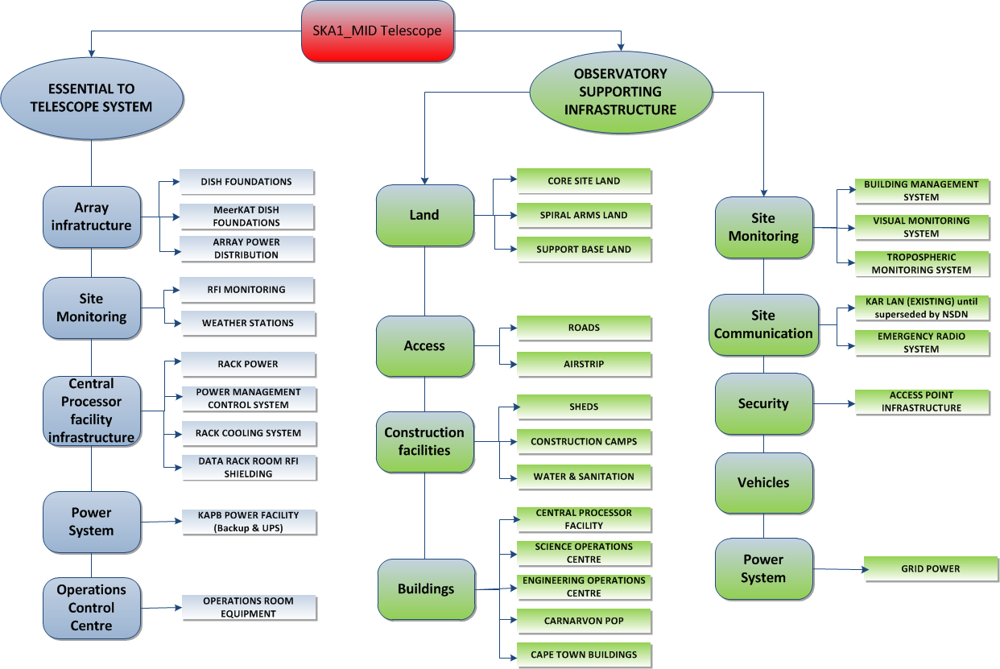 SKA1_MID Telescope
ESSENTIAL TO
TELESCOPE SYSTEM
OBSERVATORY
SUPPORTING
INFRASTRUCTURE
Array
infratructure
DISH FOUNDATIONS
MeerKAT DISH
FOUNDATIONS
ARRAY POWER
DISTRIBUTION
Site
Monitoring
RFI MONITORING
WEATHER STATIONS
Central
Processor
facility
infrastructure
RACK POWER
POWER MANAGEMENT
CONTROL SYSTEM
RACK COOLING SYSTEM
DATA RACK ROOM RFI
SHIELDING
Power
System
KAPB POWER FACILITY
(Backup & UPS)
Operations
Control
Centre
OPERATIONS ROOM
EQUIPMENT
Land
CORE SITE LAND
SPIRAL ARMS LAND
SUPPORT BASE LAND
Access
ROADS
AIRSTRIP
Construction
facilities
SHEDS
CONSTRUCTION CAMPS
WATER & SANITATION
Buildings
CENTRAL PROCESSOR
FACILITY
SCIENCE OPERATIONS
CENTRE
ENGINEERING OPERATIONS
CENTRE
CARNARVON POP
CAPE TOWN BUILDINGS
Site
Monitoring
BUILDING MANAGEMENT
SYSTEM
VISUAL MONITORING
SYSTEM
TROPOSPHERIC
MONITORING SYSTEM
Site
Communication
KAR LAN (EXISTING) until
superseded by NSDN
EMERGENCY RADIO
SYSTEM
Security
ACCESS POINT
INFRASTRUCTURE
Vehicles
Power
System
GRID POWER